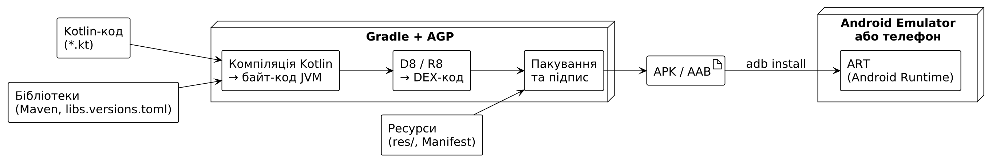 Kotlin-код
(*.kt)
Бібліотеки
(Maven, libs.versions.toml)
Gradle + AGP
Компіляція Kotlin
→ байт-код JVM
D8 / R8
→ DEX-код
Пакування
та підпис
Ресурси
(res/, Manifest)
APK / AAB
adb install
Android Emulator
або телефон
ART
(Android Runtime)